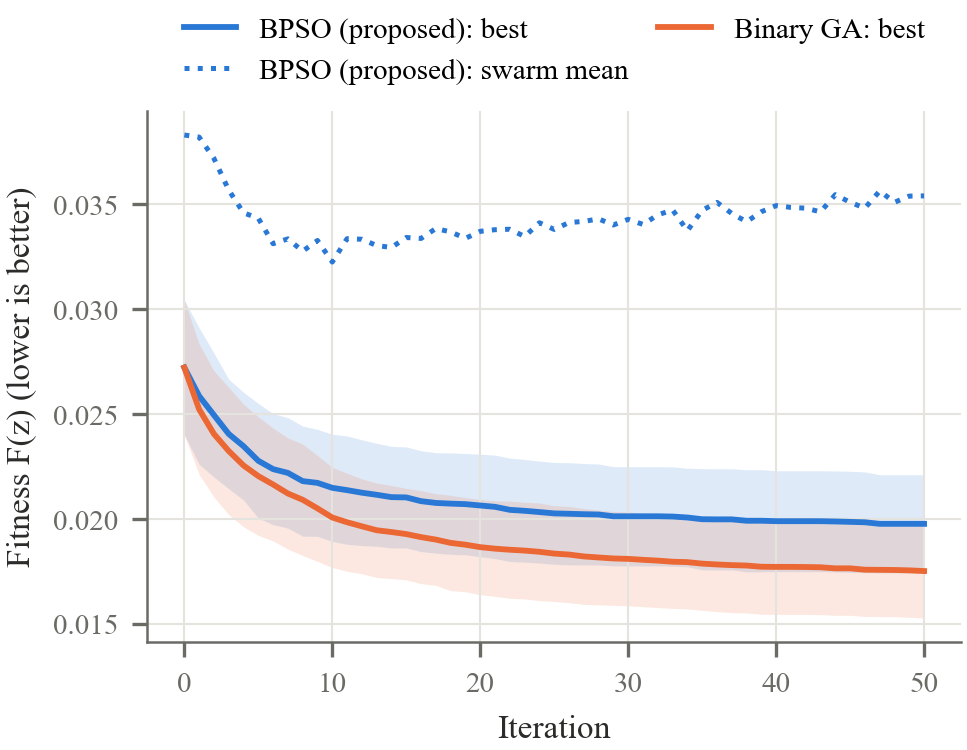 BPSO (proposed): best
Binary GA: best
BPSO (proposed): swarm mean
Fitness F(z) (lower is better)
0.035
0.030
0.025
0.020
0.015
0
10
20
30
40
50
Iteration